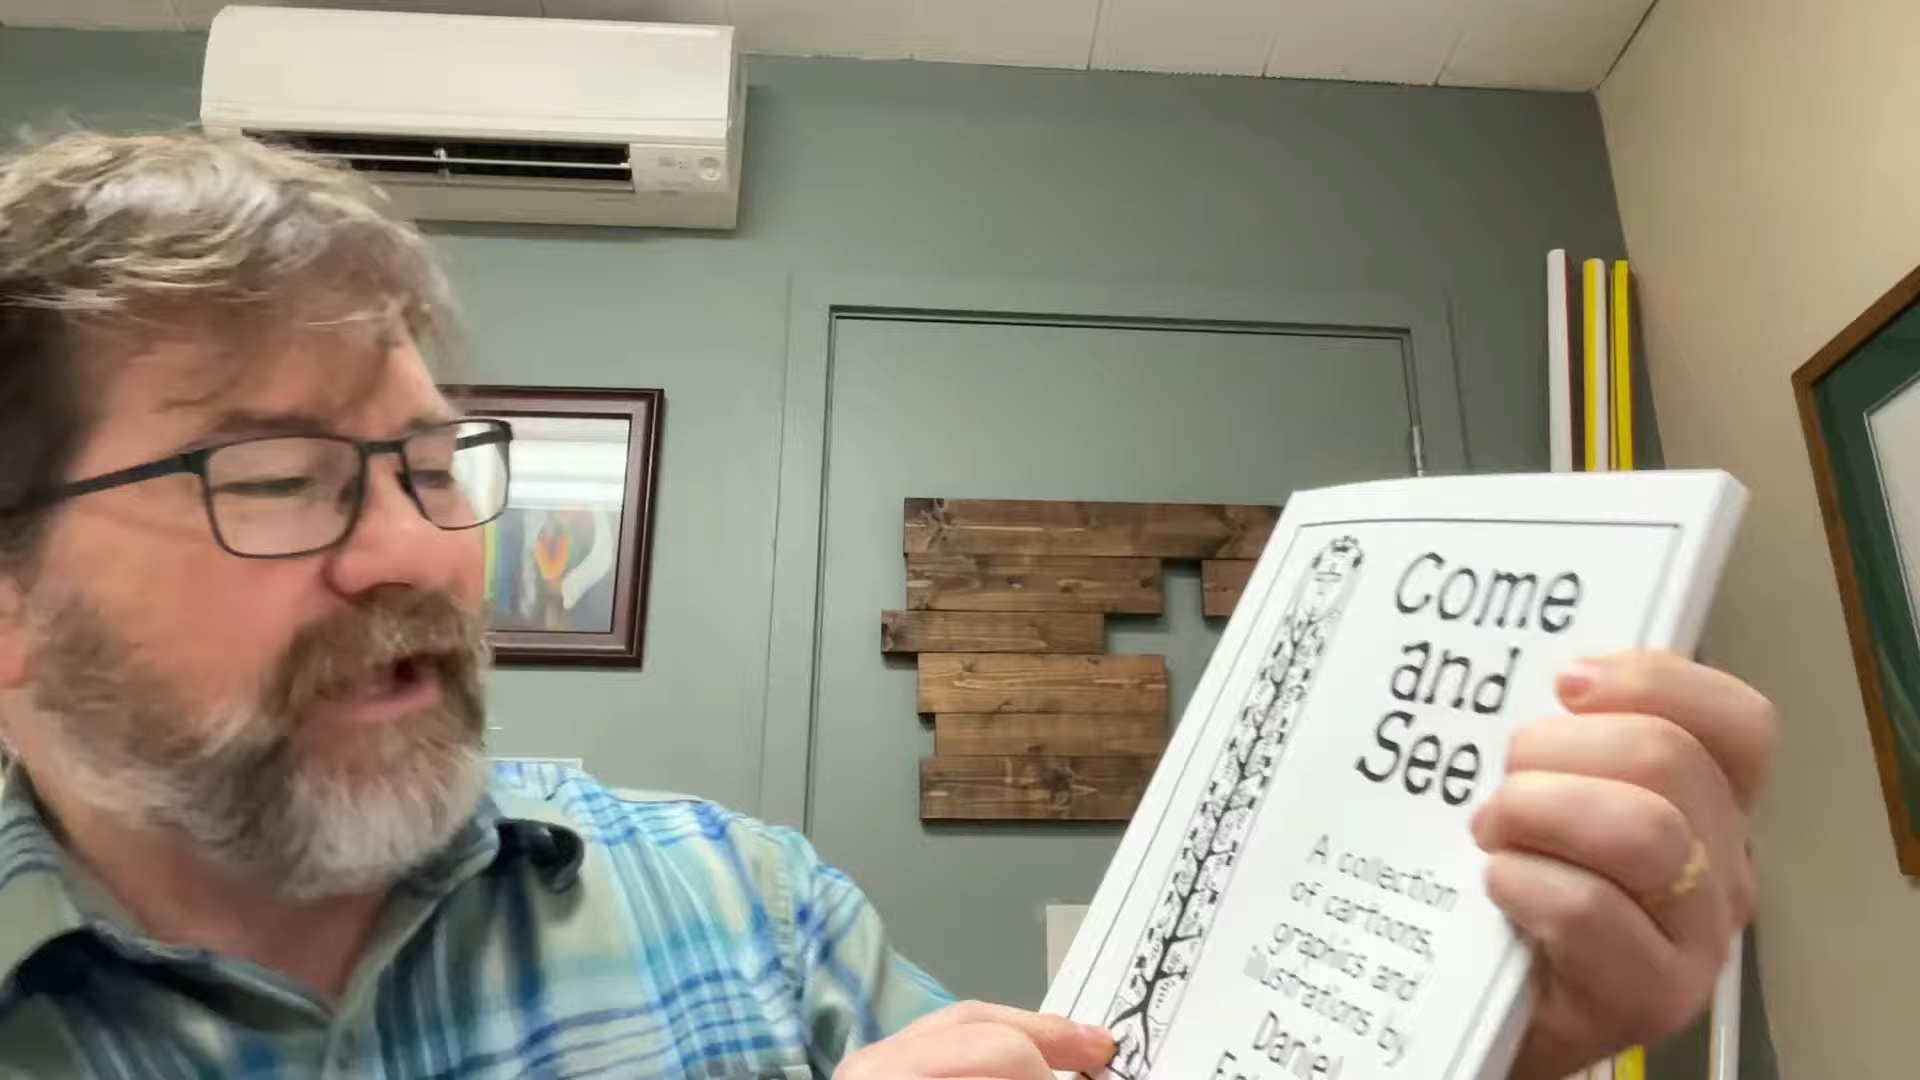 Come
and
See
A collection
of cartoons,
graphics and
illustrations by
Daniel